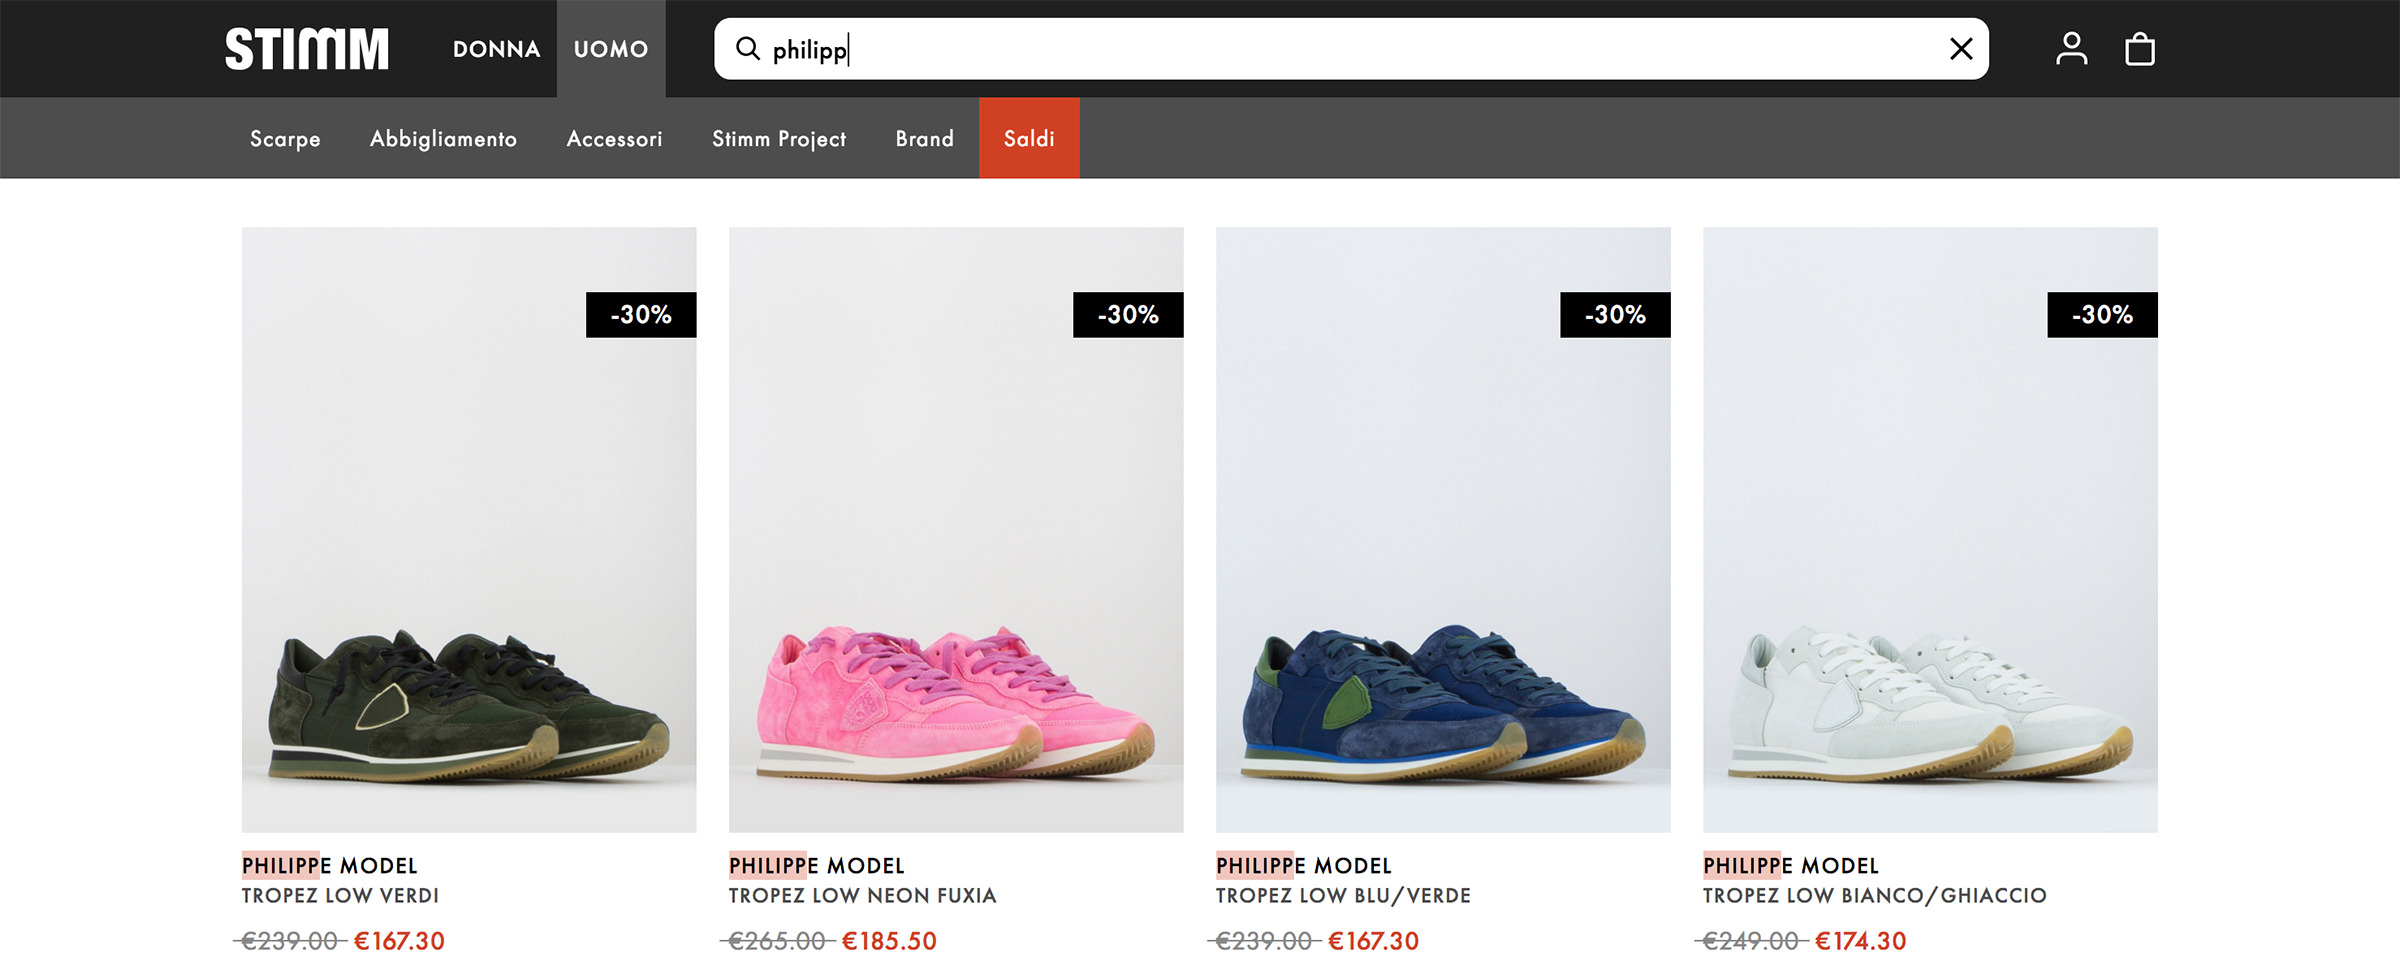 STIMM DONNA UOMO philipp
Scarpe Abbigliamento Accessori Stimm Project Brand Saldi
-30% -30% -30% -30%
PHILIPPE MODEL PHILIPPE MODEL PHILIPPE MODEL PHILIPPE MODEL
TROPEZ LOW VERDI TROPEZ LOW NEON FUXIA TROPEZ LOW BLU/VERDE TROPEZ LOW BIANCO/GHIACCIO
€239.00 €167.30 €265.00 €185.50 €239.00 €167.30 €249.00 €174.30